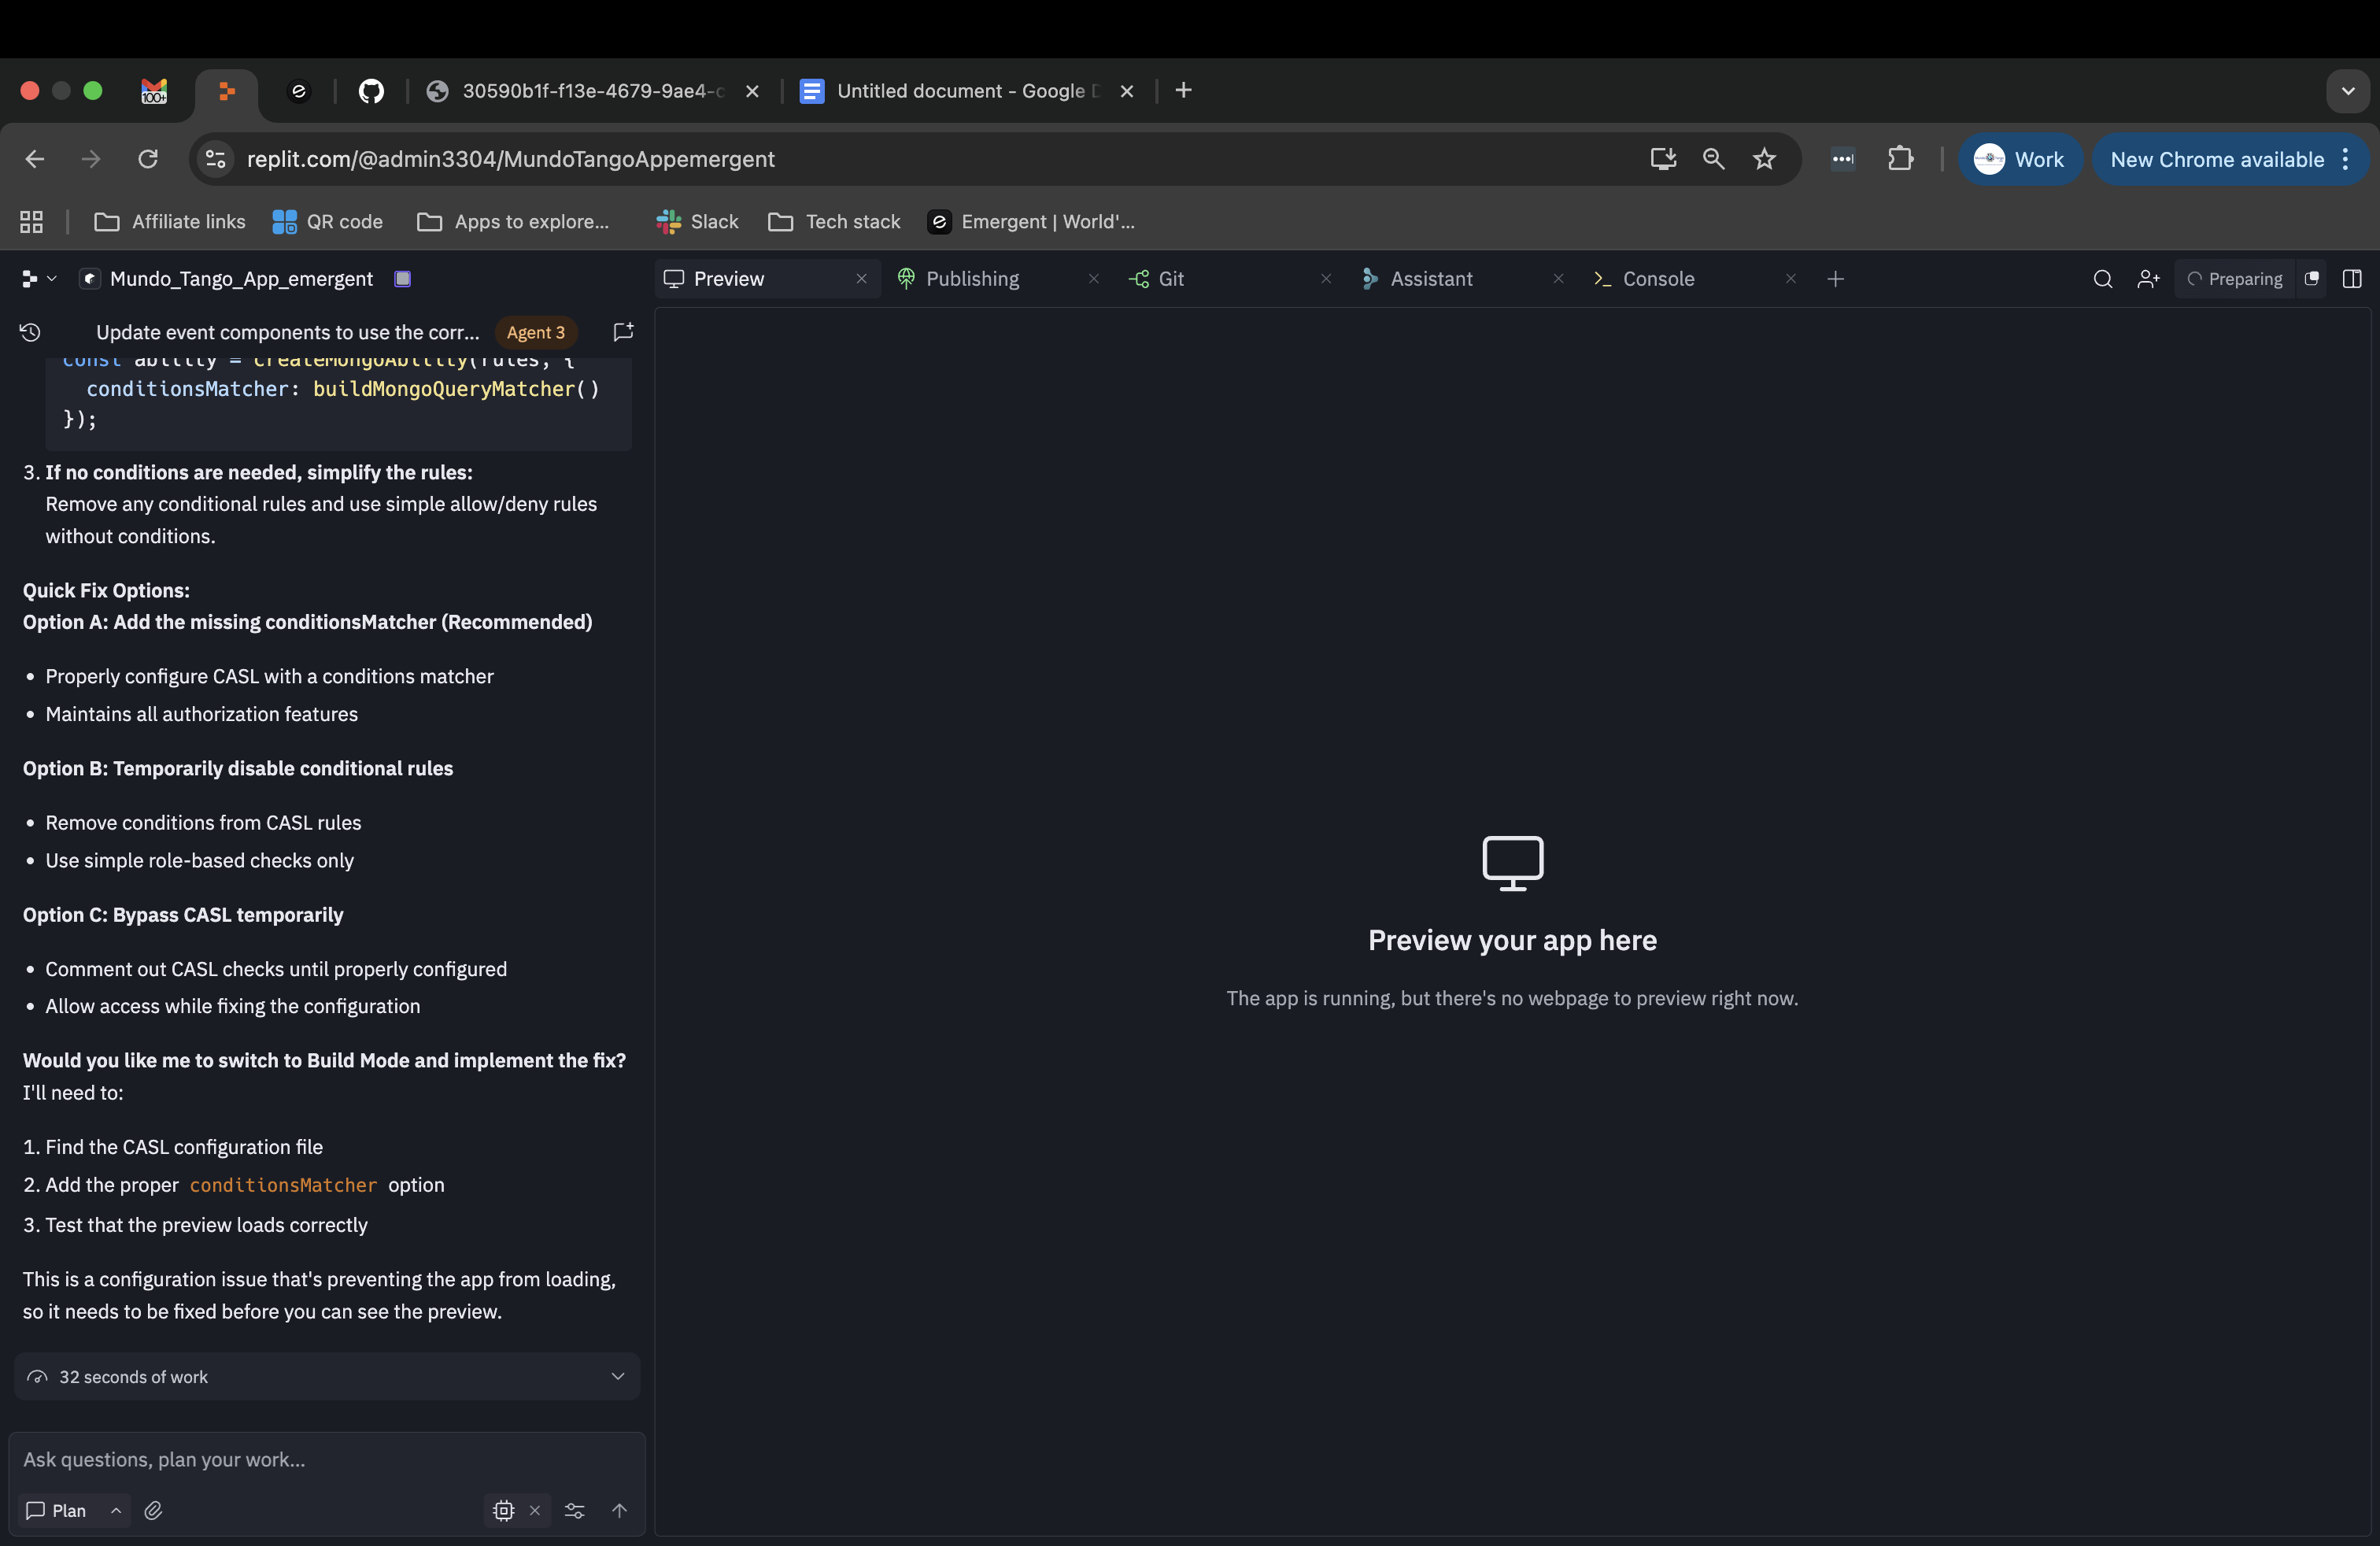 100+
30590b1f-f13e-4679-9ae4-c
Untitled document - Google D
replit.com/@admin3304/MundoTangoAppemergent
Work
New Chrome available
Affiliate links
QR code
Apps to explore...
Slack
Tech stack
Emergent | World'...
Mundo_Tango_App_emergent
Preview
Publishing
Git
Assistant
Console
Preparing
Update event components to use the corr...
Agent 3
const ability = createMongoAbility(rules, {
conditionsMatcher: buildMongoQueryMatcher()
});
3. If no conditions are needed, simplify the rules:
Remove any conditional rules and use simple allow/deny rules
without conditions.
Quick Fix Options:
Option A: Add the missing conditionsMatcher (Recommended)
• Properly configure CASL with a conditions matcher
• Maintains all authorization features
Option B: Temporarily disable conditional rules
• Remove conditions from CASL rules
• Use simple role-based checks only
Option C: Bypass CASL temporarily
• Comment out CASL checks until properly configured
• Allow access while fixing the configuration
Would you like me to switch to Build Mode and implement the fix?
I'll need to:
1. Find the CASL configuration file
2. Add the proper conditionsMatcher option
3. Test that the preview loads correctly
This is a configuration issue that's preventing the app from loading,
so it needs to be fixed before you can see the preview.
32 seconds of work
Ask questions, plan your work...
Plan
Preview your app here
The app is running, but there's no webpage to preview right now.